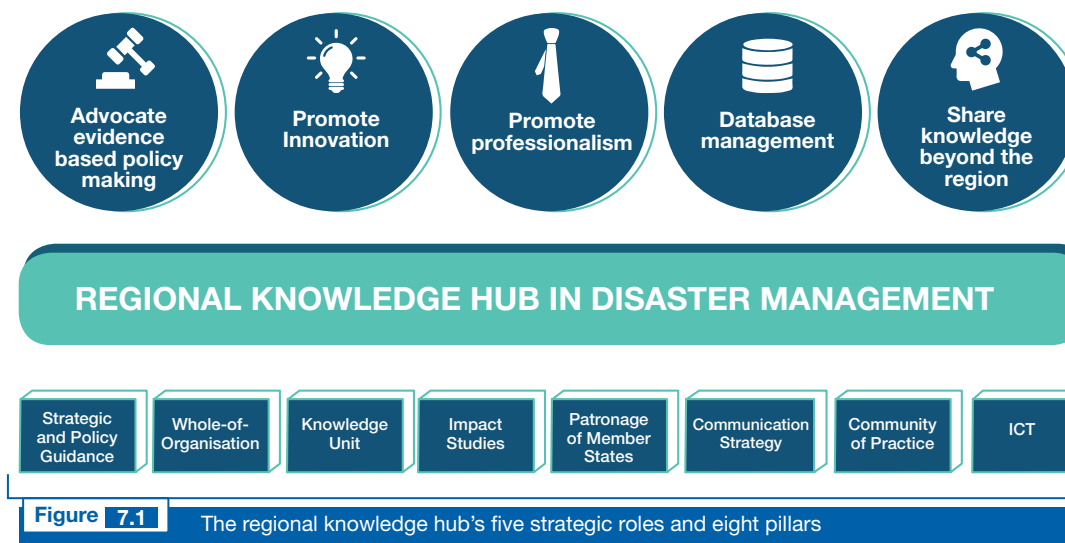 Advocate
evidence
based policy
making
Promote
Innovation
Promote
professionalism
Database
management
Share
knowledge
beyond the
region
REGIONAL KNOWLEDGE HUB IN DISASTER MANAGEMENT
Strategic
and Policy
Guidance
Whole-of-
Organisation
Knowledge
Unit
Impact
Studies
Patronage
of Member
States
Communication
Strategy
Community
of Practice
ICT
Figure 7.1 The regional knowledge hub's five strategic roles and eight pillars